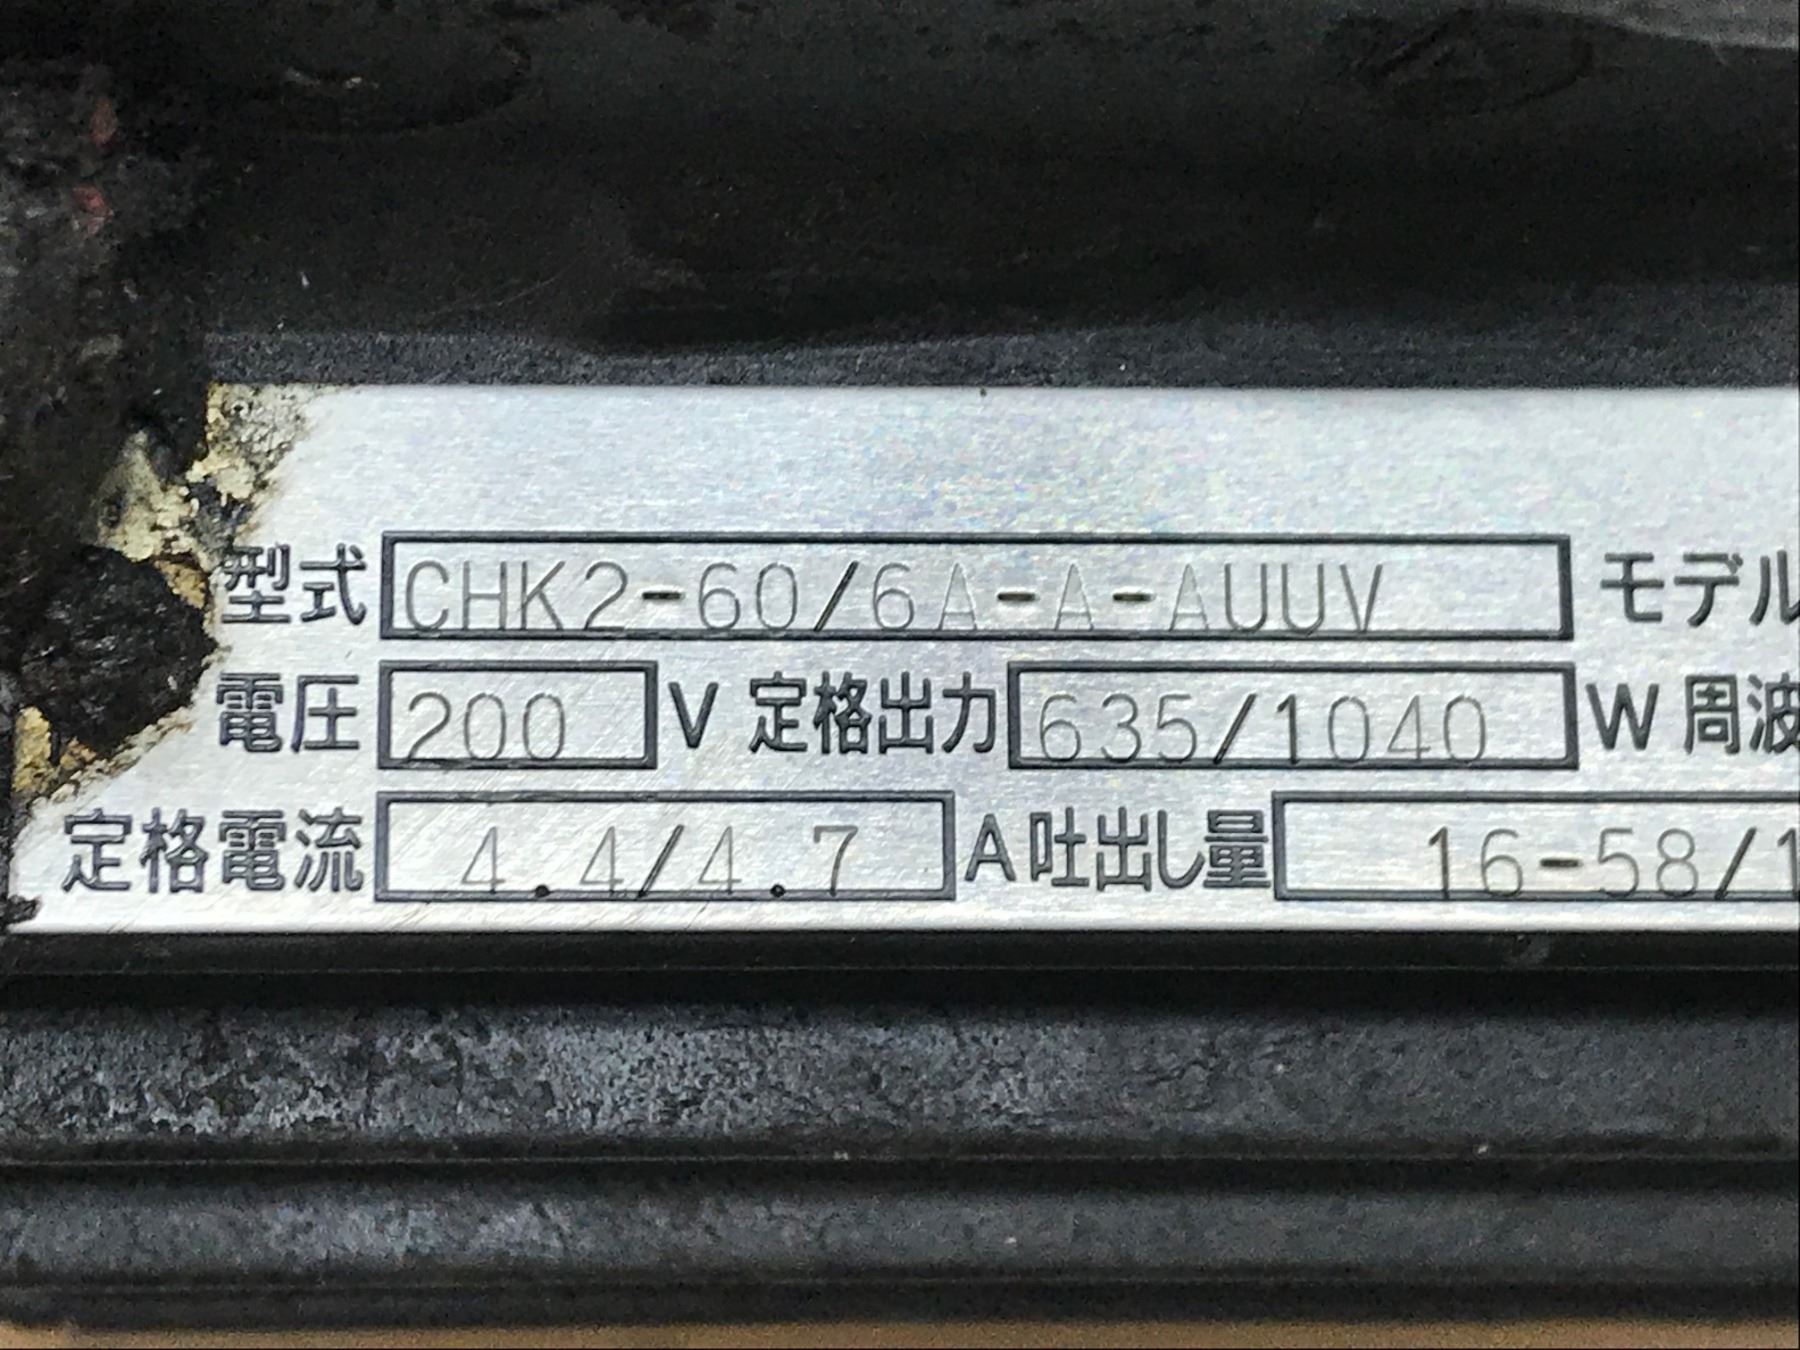 型式 CHK2-60/6A-A-AUUV モデル
電圧 200 V 定格出力 635/1040 W 周波
定格電流 4.4/4.7 A 吐出し量 16-58/1